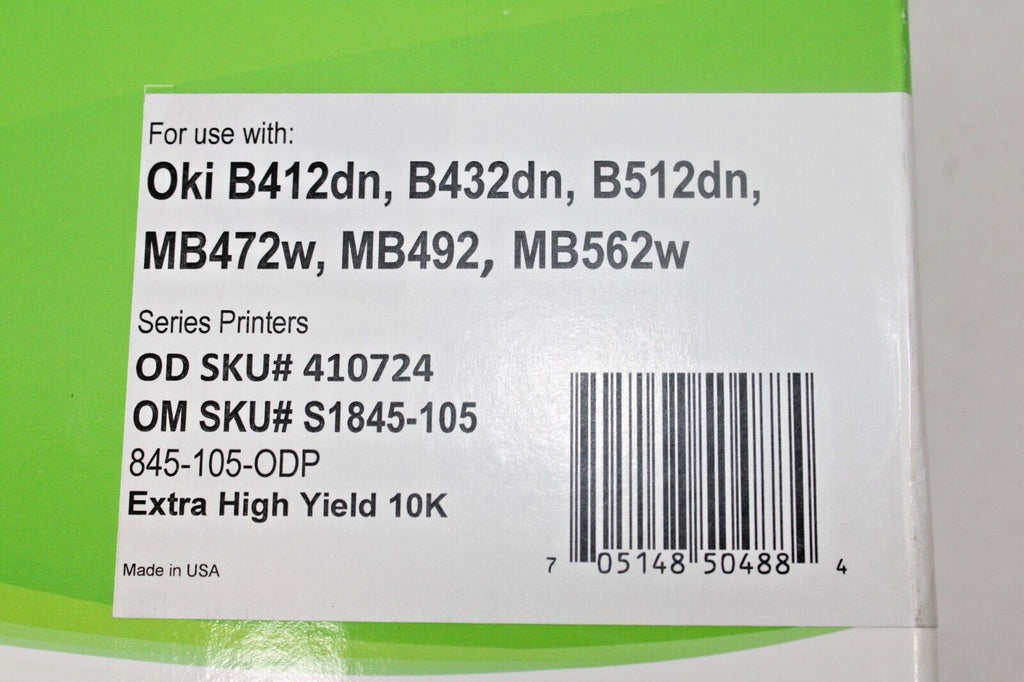 For use with:
Oki B412dn, B432dn, B512dn,
MB472w, MB492, MB562w
Series Printers
OD SKU# 410724
OM SKU# S1845-105
845-105-ODP
Extra High Yield 10K
Made in USA
7 05148 50488 4